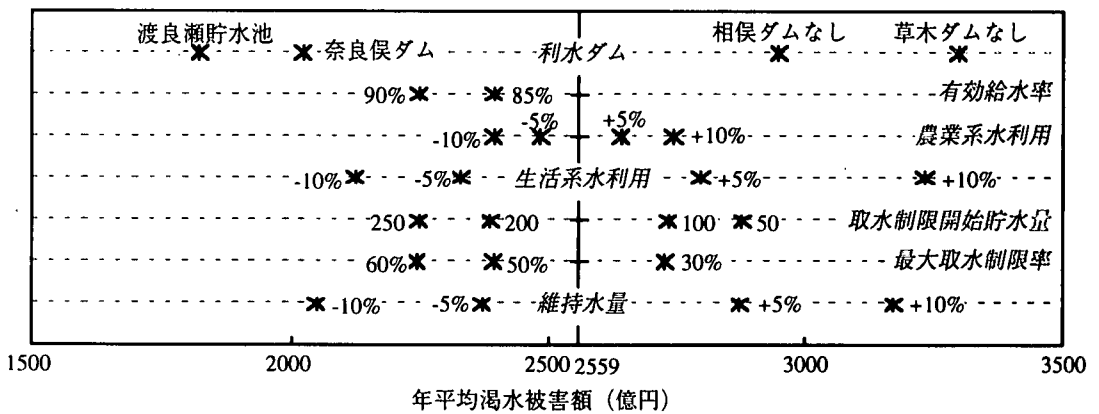 渡良瀬貯水池 奈良俣ダム 利水ダム 相俣ダムなし 草木ダムなし
90% 85% 有効給水率
-10% -5% +5% +10% 農業系水利用
-10% -5% 生活系水利用 +5% +10%
250 200 100 50 取水制限開始貯水量
60% 50% 30% 最大取水制限率
-10% -5% 維持水量 +5% +10%
1500 2000 2500 2559 3000 3500
年平均渇水被害額（億円）